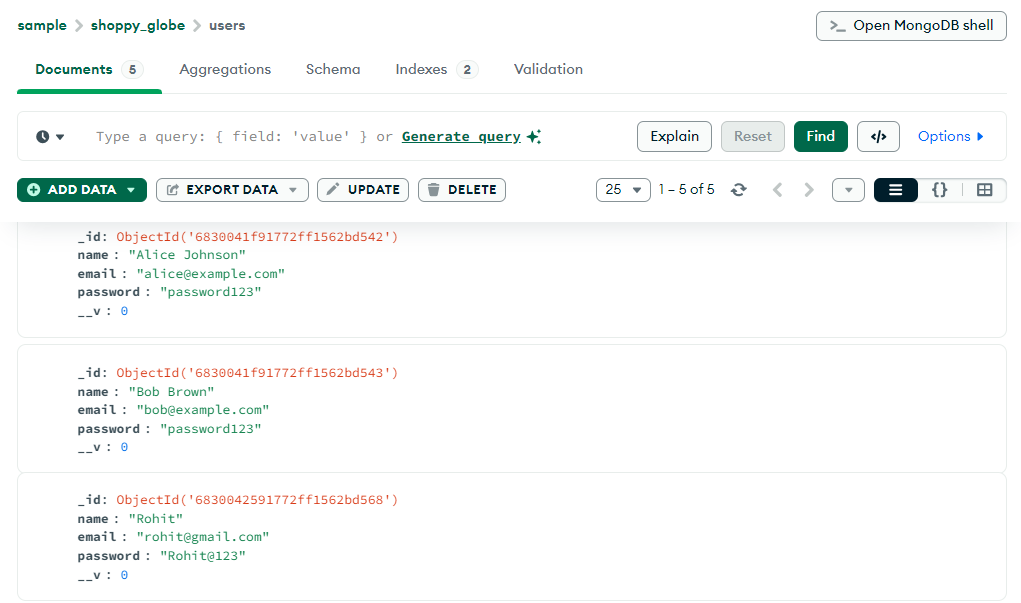 sample > shoppy_globe > users
>_ Open MongoDB shell
Documents 5 Aggregations Schema Indexes 2 Validation
Type a query: { field: 'value' } or Generate query
Explain Reset Find </> Options
ADD DATA EXPORT DATA UPDATE DELETE
25 1 – 5 of 5 {}
_id: ObjectId('6830041f91772ff1562bd542')
name : "Alice Johnson"
email : "alice@example.com"
password : "password123"
__v : 0
_id: ObjectId('6830041f91772ff1562bd543')
name : "Bob Brown"
email : "bob@example.com"
password : "password123"
__v : 0
_id: ObjectId('6830042591772ff1562bd568')
name : "Rohit"
email : "rohit@gmail.com"
password : "Rohit@123"
__v : 0